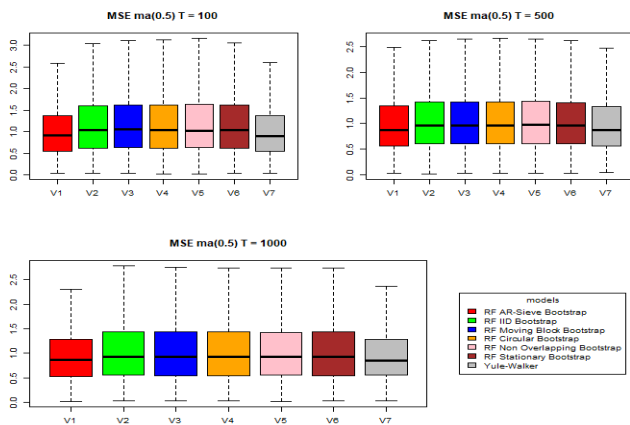 MSE ma(0.5) T = 100
3.0
2.5
2.0
1.5
1.0
0.5
0.0
V1 V2 V3 V4 V5 V6 V7
MSE ma(0.5) T = 500
2.5
2.0
1.5
1.0
0.5
0.0
V1 V2 V3 V4 V5 V6 V7
MSE ma(0.5) T = 1000
2.5
2.0
1.5
1.0
0.5
0.0
V1 V2 V3 V4 V5 V6 V7
models
RF AR-Sieve Bootstrap
RF IID Bootstrap
RF Moving Block Bootstrap
RF Circular Bootstrap
RF Non Overlapping Bootstrap
RF Stationary Bootstrap
Yule-Walker